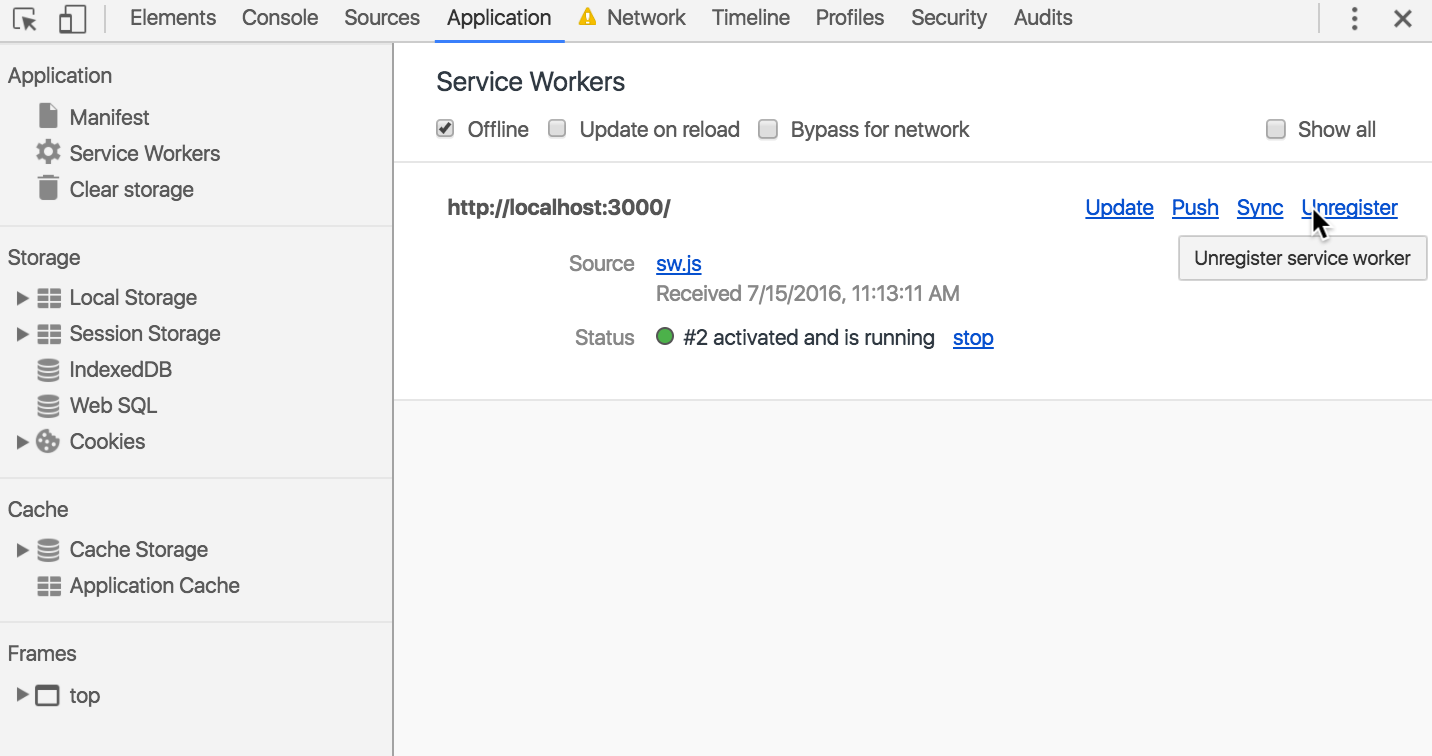 Elements Console Sources Application Network Timeline Profiles Security Audits
Application
Manifest
Service Workers
Clear storage
Storage
Local Storage
Session Storage
IndexedDB
Web SQL
Cookies
Cache
Cache Storage
Application Cache
Frames
top
Service Workers
Offline Update on reload Bypass for network Show all
http://localhost:3000/ Update Push Sync Unregister
Unregister service worker
Source sw.js
Received 7/15/2016, 11:13:11 AM
Status #2 activated and is running stop